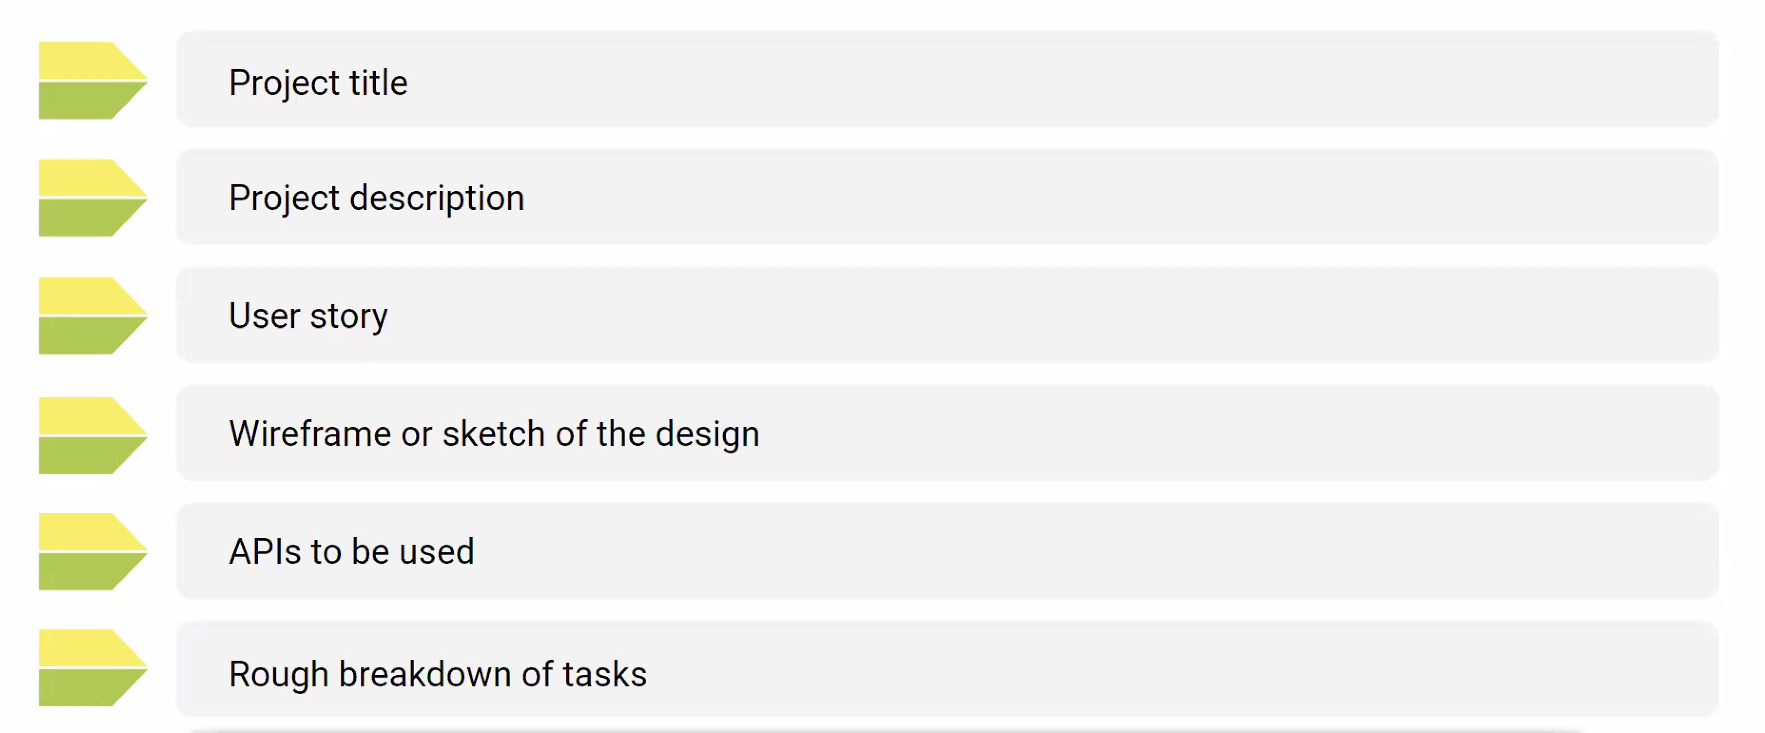 Project title
Project description
User story
Wireframe or sketch of the design
APIs to be used
Rough breakdown of tasks